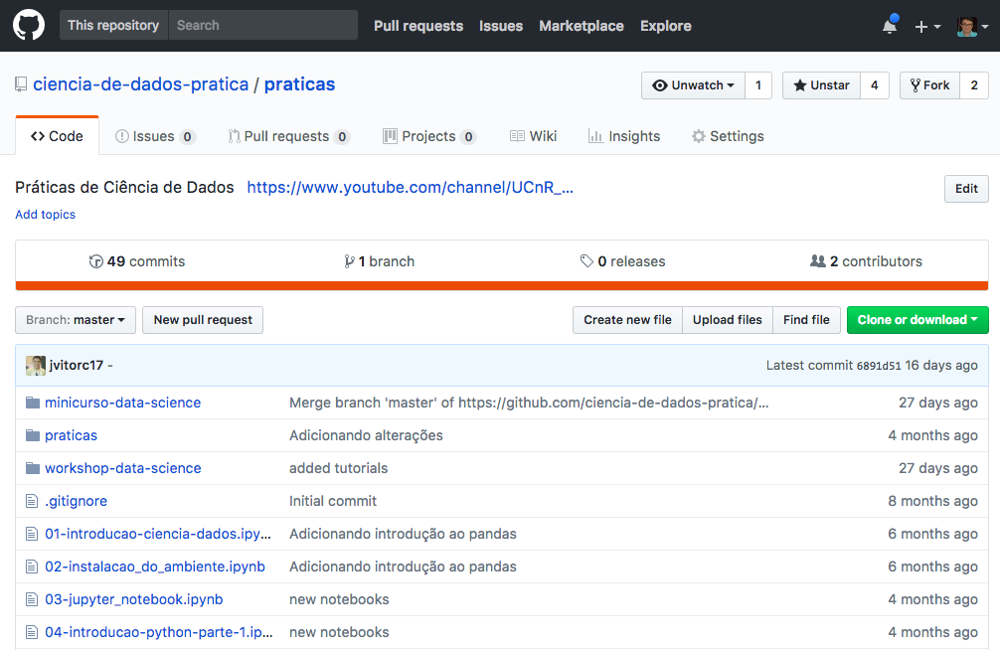 This repository Search Pull requests Issues Marketplace Explore
ciencia-de-dados-pratica / praticas Unwatch 1 Unstar 4 Fork 2
Code Issues 0 Pull requests 0 Projects 0 Wiki Insights Settings
Práticas de Ciência de Dados https://www.youtube.com/channel/UCnR_... Edit
Add topics
49 commits 1 branch 0 releases 2 contributors
Branch: master New pull request Create new file Upload files Find file Clone or download
jvitorc17 - Latest commit 6891d51 16 days ago
minicurso-data-science Merge branch 'master' of https://github.com/ciencia-de-dados-pratica/... 27 days ago
praticas Adicionando alterações 4 months ago
workshop-data-science added tutorials 27 days ago
.gitignore Initial commit 8 months ago
01-introducao-ciencia-dados.ipy... Adicionando introdução ao pandas 6 months ago
02-instalacao_do_ambiente.ipynb Adicionando introdução ao pandas 6 months ago
03-jupyter_notebook.ipynb new notebooks 4 months ago
04-introducao-python-parte-1.ip... new notebooks 4 months ago